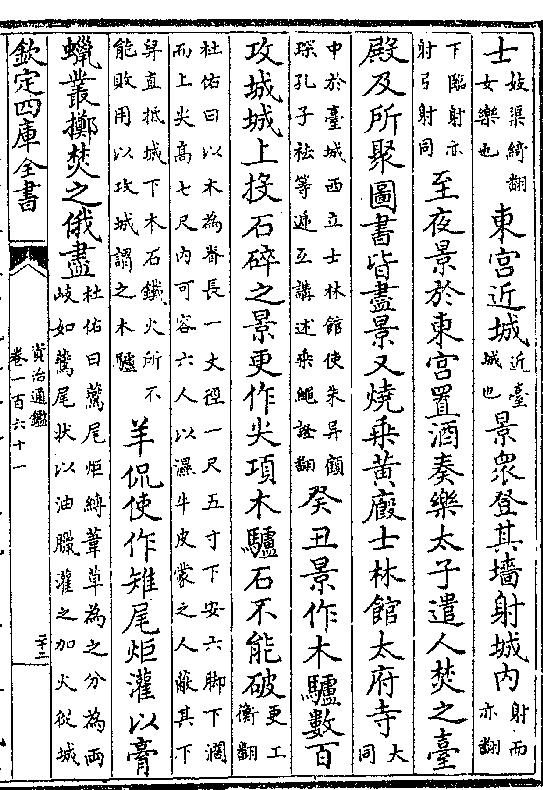 士妓渠綺翻女樂也東宫近城近臺城也景衆登其墻射城内射而亦翻
下臨射亦射弓射同至夜景於東宫置酒奏樂太子遣人焚之臺
殿及所聚圖書皆盡景又燒乗黄廐士林館太府寺大同
中於臺城西立士林館使朱异顧琛孔子祛等遞互講述乗繩證翻癸丑景作木驢數百
攻城城上投石碎之景更作尖項木驢石不能破更工衡翻
杜佑曰以木為脊長一丈徑一尺五寸下安六脚下濶而上尖高七尺内可容六人以濕牛皮蒙之人蔽其下
舁直抵城下木石鐵火所不能敗用以攻城謂之木驢羊侃使作雉尾炬灌以膏
蠟叢擲焚之俄盡杜佑曰鷰尾炬縛葦草為之分為兩岐如鷰尾状以油臘灌之加火從城
欽定四庫全書
資治通鑑
卷一百六十一